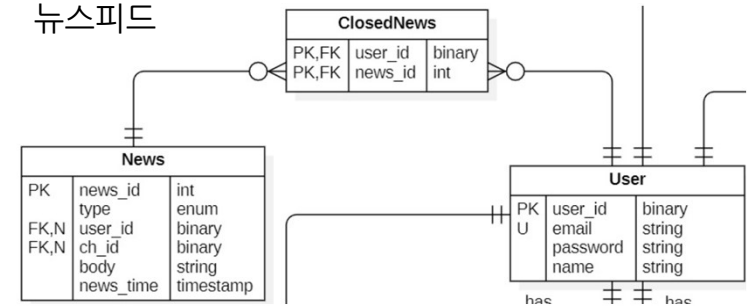 뉴스피드
ClosedNews
PK,FK user_id binary
PK,FK news_id int
News
PK news_id int
type enum
FK,N user_id binary
FK,N ch_id binary
body string
news_time timestamp
User
PK user_id binary
U email string
password string
name string
has has